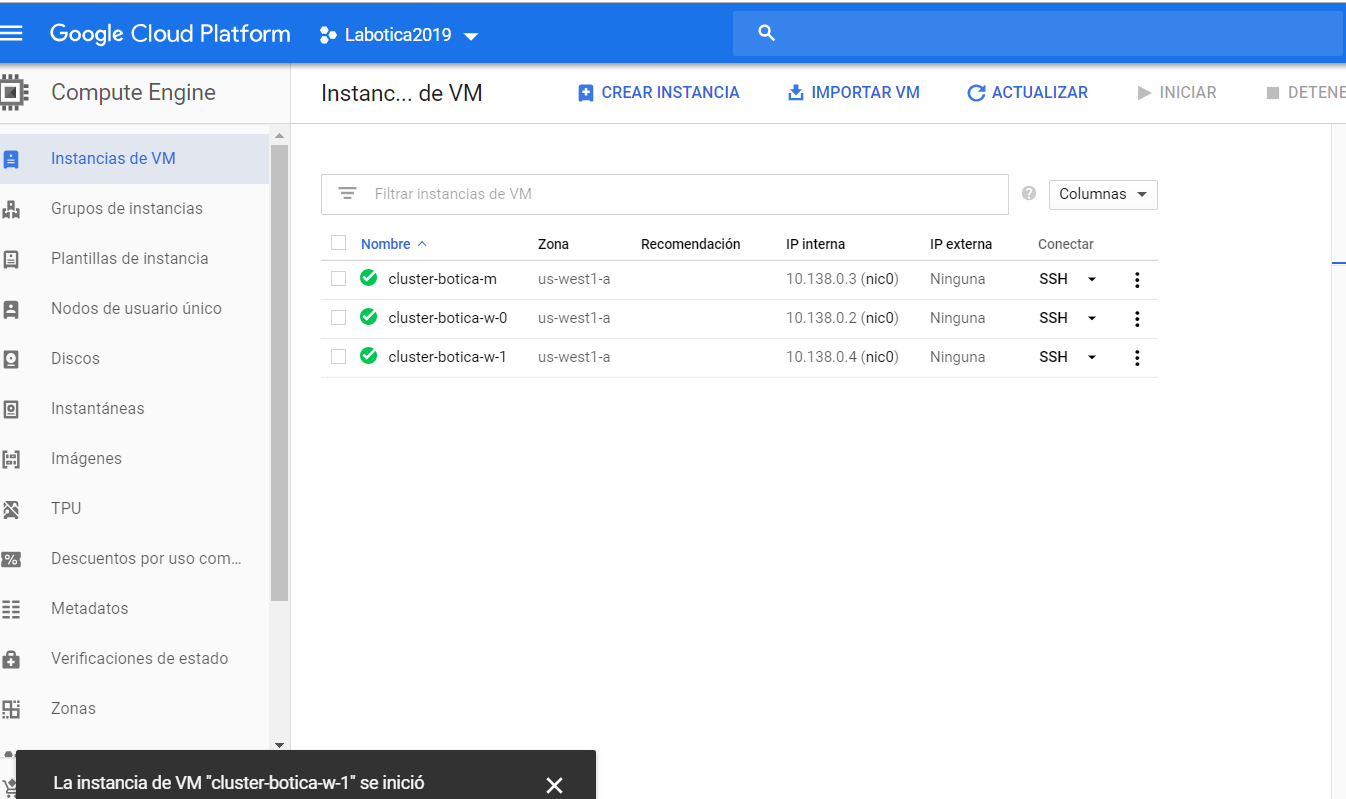 Google Cloud Platform Labotica2019
Compute Engine
Instanc... de VM CREAR INSTANCIA IMPORTAR VM ACTUALIZAR INICIAR DETENE
Instancias de VM
Grupos de instancias
Plantillas de instancia
Nodos de usuario único
Discos
Instantáneas
Imágenes
TPU
Descuentos por uso com...
Metadatos
Verificaciones de estado
Zonas
Filtrar instancias de VM ? Columnas
Nombre Zona Recomendación IP interna IP externa Conectar
cluster-botica-m us-west1-a 10.138.0.3 (nic0) Ninguna SSH
cluster-botica-w-0 us-west1-a 10.138.0.2 (nic0) Ninguna SSH
cluster-botica-w-1 us-west1-a 10.138.0.4 (nic0) Ninguna SSH
La instancia de VM "cluster-botica-w-1" se inició